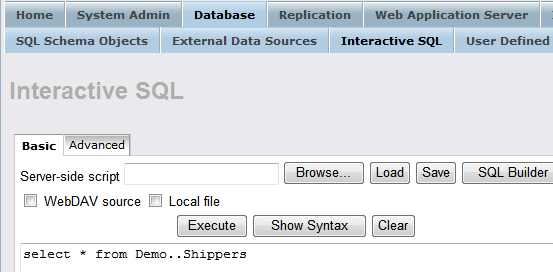 Home System Admin Database Replication Web Application Server
SQL Schema Objects External Data Sources Interactive SQL User Defined
Interactive SQL
Basic Advanced
Server-side script Browse... Load Save SQL Builder
WebDAV source Local file
Execute Show Syntax Clear
select * from Demo..Shippers